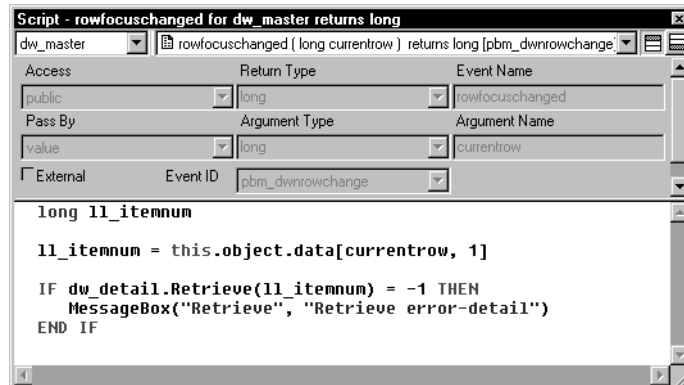 Script - rowfocuschanged for dw_master returns long
dw_master
rowfocuschanged ( long currentrow ) returns long [pbm_dwnrowchange]
Access Return Type Event Name
public long rowfocuschanged
Pass By Argument Type Argument Name
value long currentrow
External Event ID pbm_dwnrowchange
long ll_itemnum
ll_itemnum = this.object.data[currentrow, 1]
IF dw_detail.Retrieve(ll_itemnum) = -1 THEN
MessageBox("Retrieve", "Retrieve error-detail")
END IF